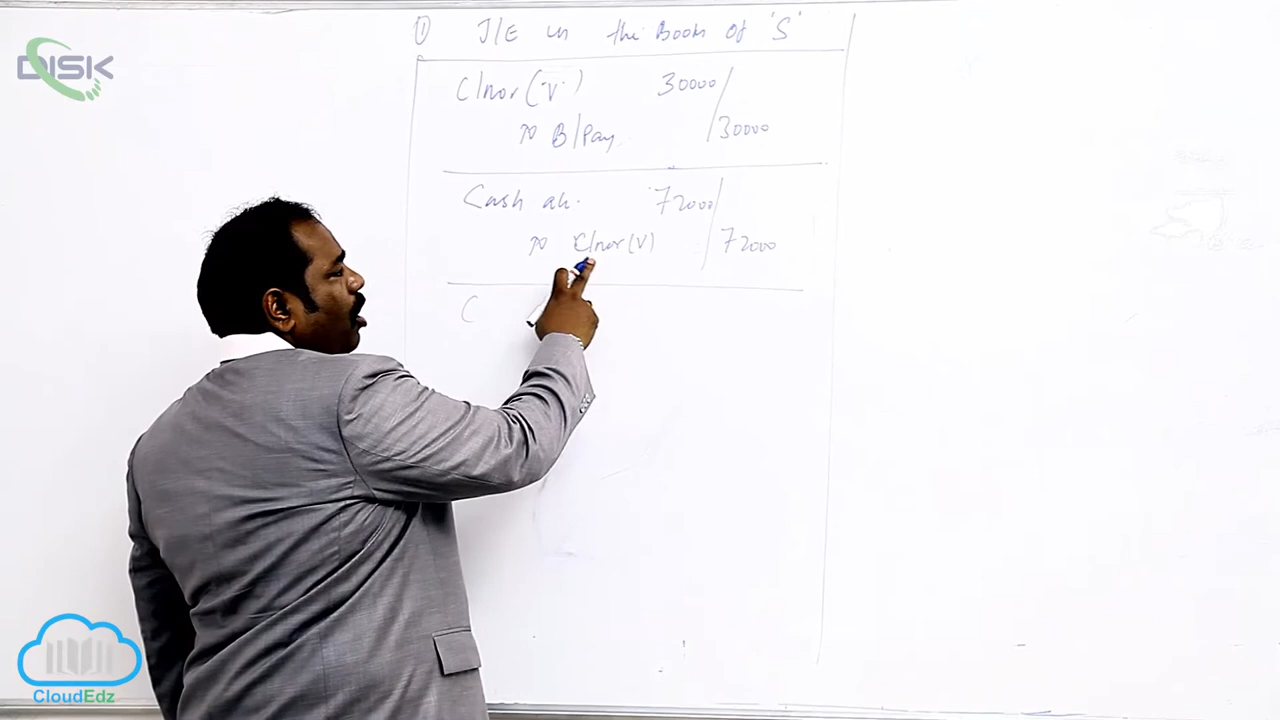 DISK
① J/E in the Books of 'S'
C/nor ("V") 30000/
To B/Pay /30000
Cash a/c. 72000/
To C/nor (V) /72000
C
CloudEdz